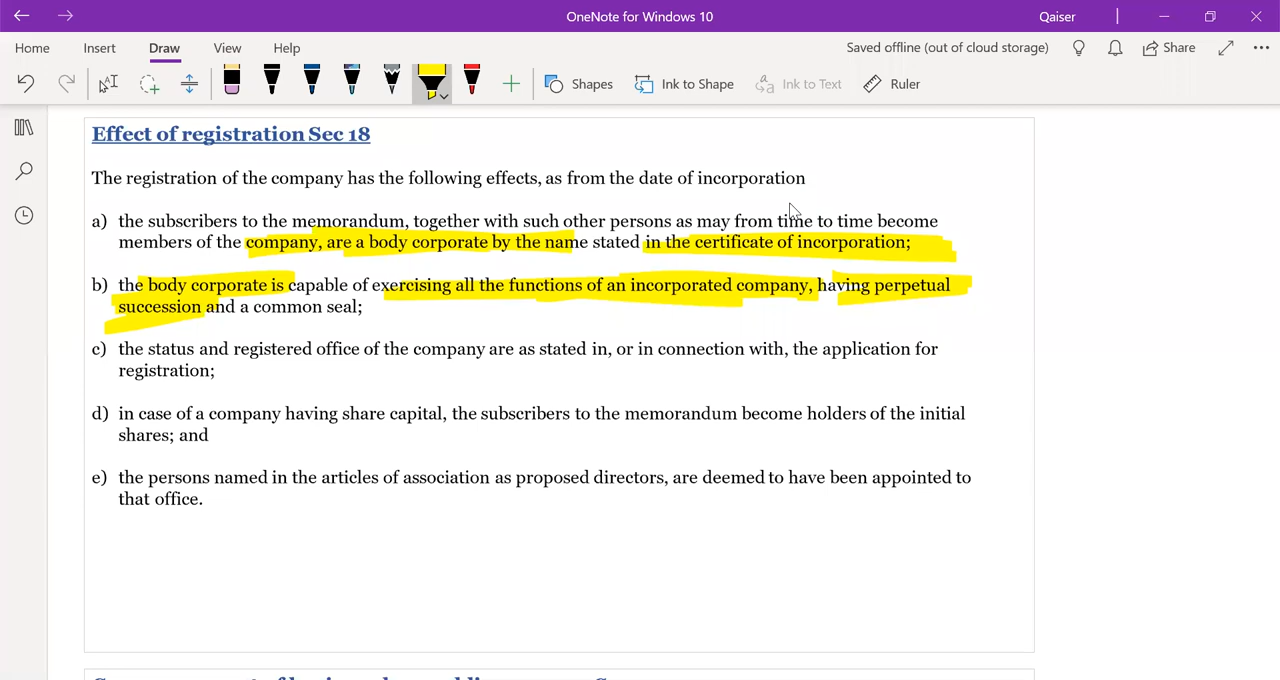 OneNote for Windows 10
Qaiser
Home Insert Draw View Help
Saved offline (out of cloud storage)
Share
Shapes
Ink to Shape
Ink to Text
Ruler
Effect of registration Sec 18
The registration of the company has the following effects, as from the date of incorporation
a) the subscribers to the memorandum, together with such other persons as may from time to time become
members of the company, are a body corporate by the name stated in the certificate of incorporation;
b) the body corporate is capable of exercising all the functions of an incorporated company, having perpetual
succession and a common seal;
c) the status and registered office of the company are as stated in, or in connection with, the application for
registration;
d) in case of a company having share capital, the subscribers to the memorandum become holders of the initial
shares; and
e) the persons named in the articles of association as proposed directors, are deemed to have been appointed to
that office.